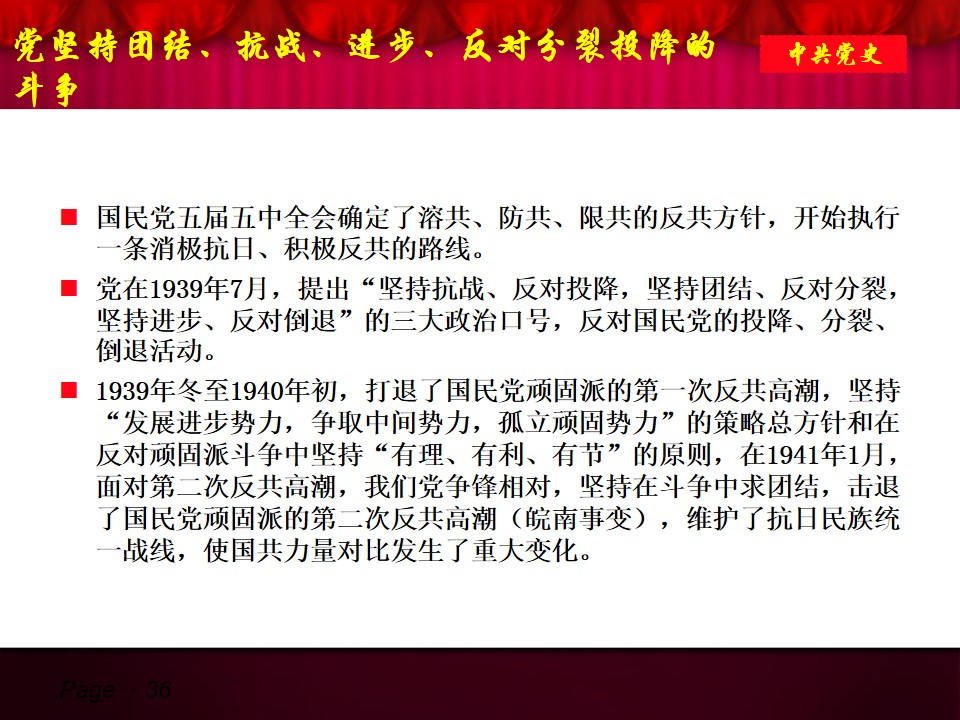 党坚持团结、抗战、进步、反对分裂投降的
斗争
中共党史
国民党五届五中全会确定了溶共、防共、限共的反共方针，开始执行
一条消极抗日、积极反共的路线。
党在1939年7月，提出“坚持抗战、反对投降，坚持团结、反对分裂，
坚持进步、反对倒退”的三大政治口号，反对国民党的投降、分裂、
倒退活动。
1939年冬至1940年初，打退了国民党顽固派的第一次反共高潮，坚持
“发展进步势力，争取中间势力，孤立顽固势力”的策略总方针和在
反对顽固派斗争中坚持“有理、有利、有节”的原则，在1941年1月，
面对第二次反共高潮，我们党争锋相对，坚持在斗争中求团结，击退
了国民党顽固派的第二次反共高潮（皖南事变），维护了抗日民族统
一战线，使国共力量对比发生了重大变化。
Page 36